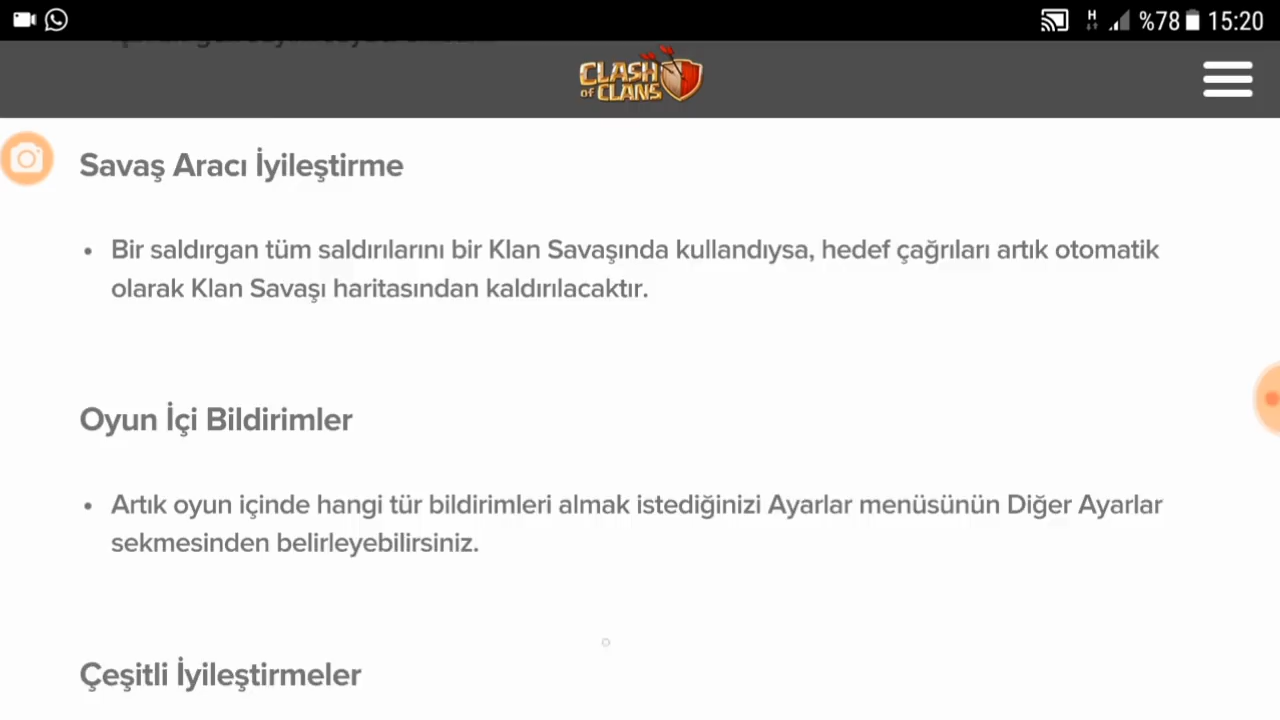 H %78 15:20
CLASH
OF CLANS
Savaş Aracı İyileştirme
• Bir saldırgan tüm saldırılarını bir Klan Savaşında kullandıysa, hedef çağrıları artık otomatik
olarak Klan Savaşı haritasından kaldırılacaktır.
Oyun İçi Bildirimler
• Artık oyun içinde hangi tür bildirimleri almak istediğinizi Ayarlar menüsünün Diğer Ayarlar
sekmesinden belirleyebilirsiniz.
Çeşitli İyileştirmeler